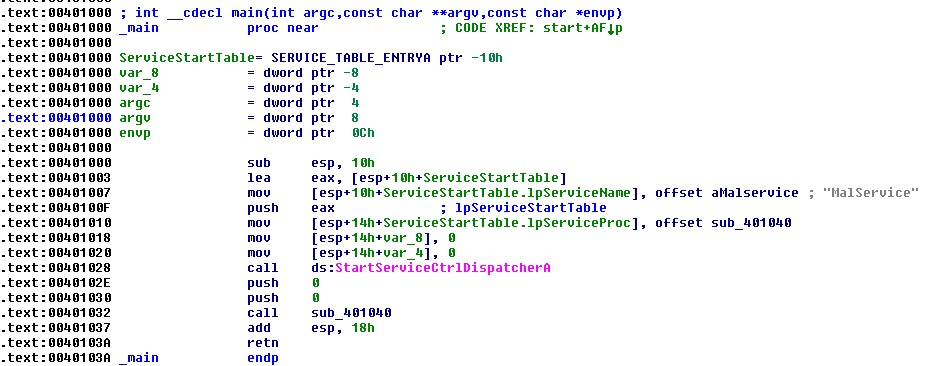 .text:00401000 ; int __cdecl main(int argc,const char **argv,const char *envp)
.text:00401000 _main proc near ; CODE XREF: start+AF↓p
.text:00401000
.text:00401000 ServiceStartTable= SERVICE_TABLE_ENTRYA ptr -10h
.text:00401000 var_8 = dword ptr -8
.text:00401000 var_4 = dword ptr -4
.text:00401000 argc = dword ptr 4
.text:00401000 argv = dword ptr 8
.text:00401000 envp = dword ptr 0Ch
.text:00401000
.text:00401000 sub esp, 10h
.text:00401003 lea eax, [esp+10h+ServiceStartTable]
.text:00401007 mov [esp+10h+ServiceStartTable.lpServiceName], offset aMalservice ; "MalService"
.text:0040100F push eax ; lpServiceStartTable
.text:00401010 mov [esp+14h+ServiceStartTable.lpServiceProc], offset sub_401040
.text:00401018 mov [esp+14h+var_8], 0
.text:00401020 mov [esp+14h+var_4], 0
.text:00401028 call ds:StartServiceCtrlDispatcherA
.text:0040102E push 0
.text:00401030 push 0
.text:00401032 call sub_401040
.text:00401037 add esp, 18h
.text:0040103A retn
.text:0040103A _main endp